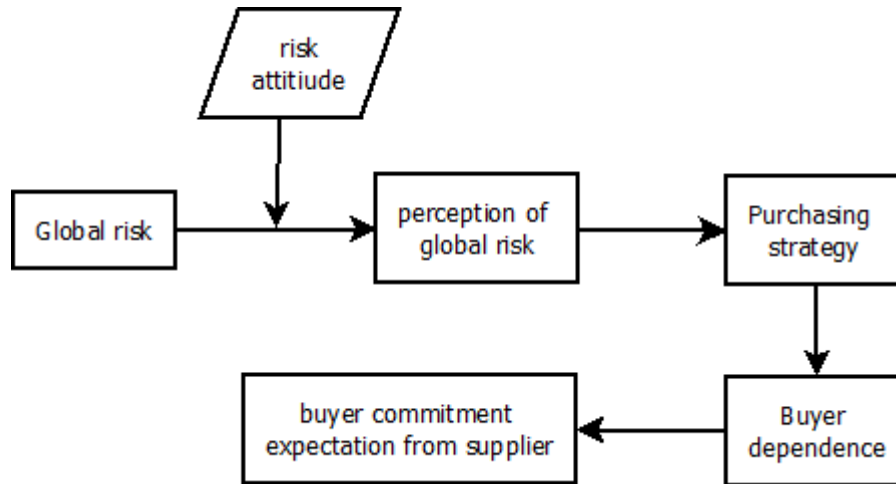 risk
attitiude
Global risk
perception of
global risk
Purchasing
strategy
buyer commitment
expectation from supplier
Buyer
dependence